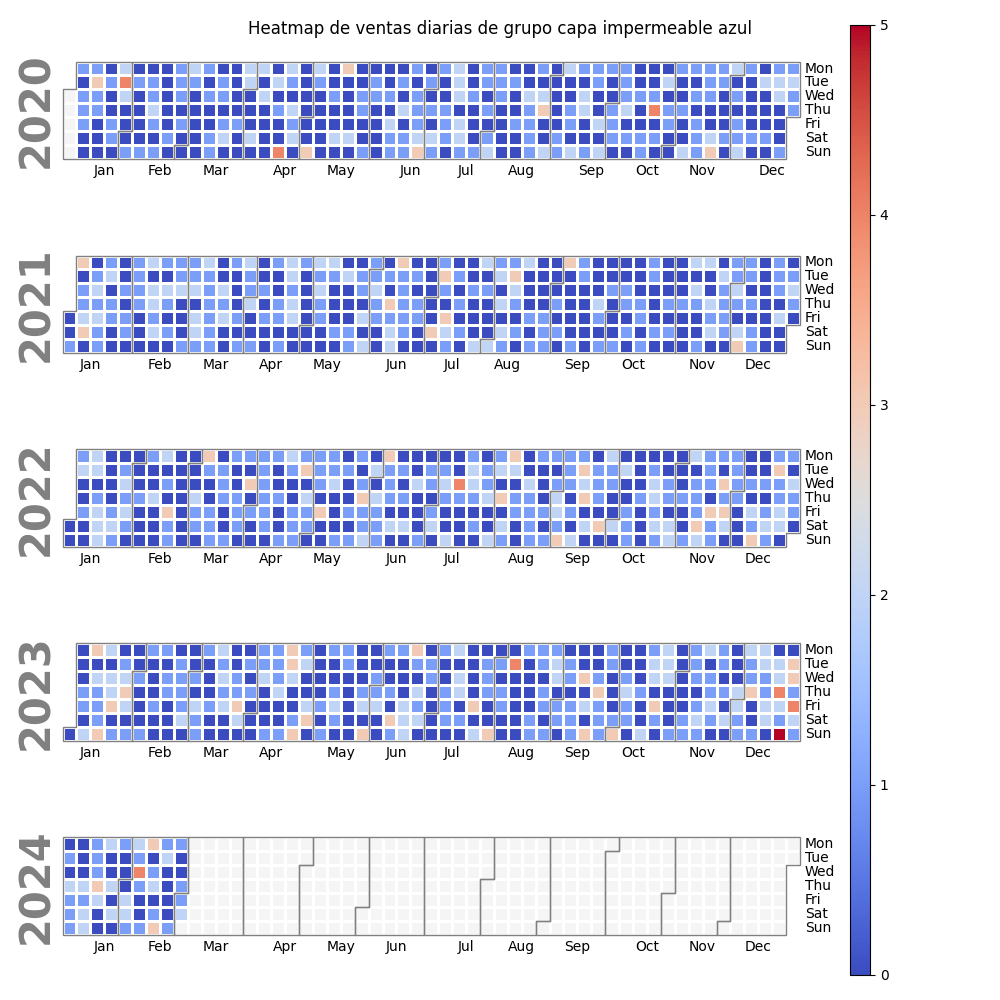 Heatmap de ventas diarias de grupo capa impermeable azul
2020
Mon
Tue
Wed
Thu
Fri
Sat
Sun
Jan Feb Mar Apr May Jun Jul Aug Sep Oct Nov Dec
2021
Mon
Tue
Wed
Thu
Fri
Sat
Sun
Jan Feb Mar Apr May Jun Jul Aug Sep Oct Nov Dec
2022
Mon
Tue
Wed
Thu
Fri
Sat
Sun
Jan Feb Mar Apr May Jun Jul Aug Sep Oct Nov Dec
2023
Mon
Tue
Wed
Thu
Fri
Sat
Sun
Jan Feb Mar Apr May Jun Jul Aug Sep Oct Nov Dec
2024
Mon
Tue
Wed
Thu
Fri
Sat
Sun
Jan Feb Mar Apr May Jun Jul Aug Sep Oct Nov Dec
5
4
3
2
1
0